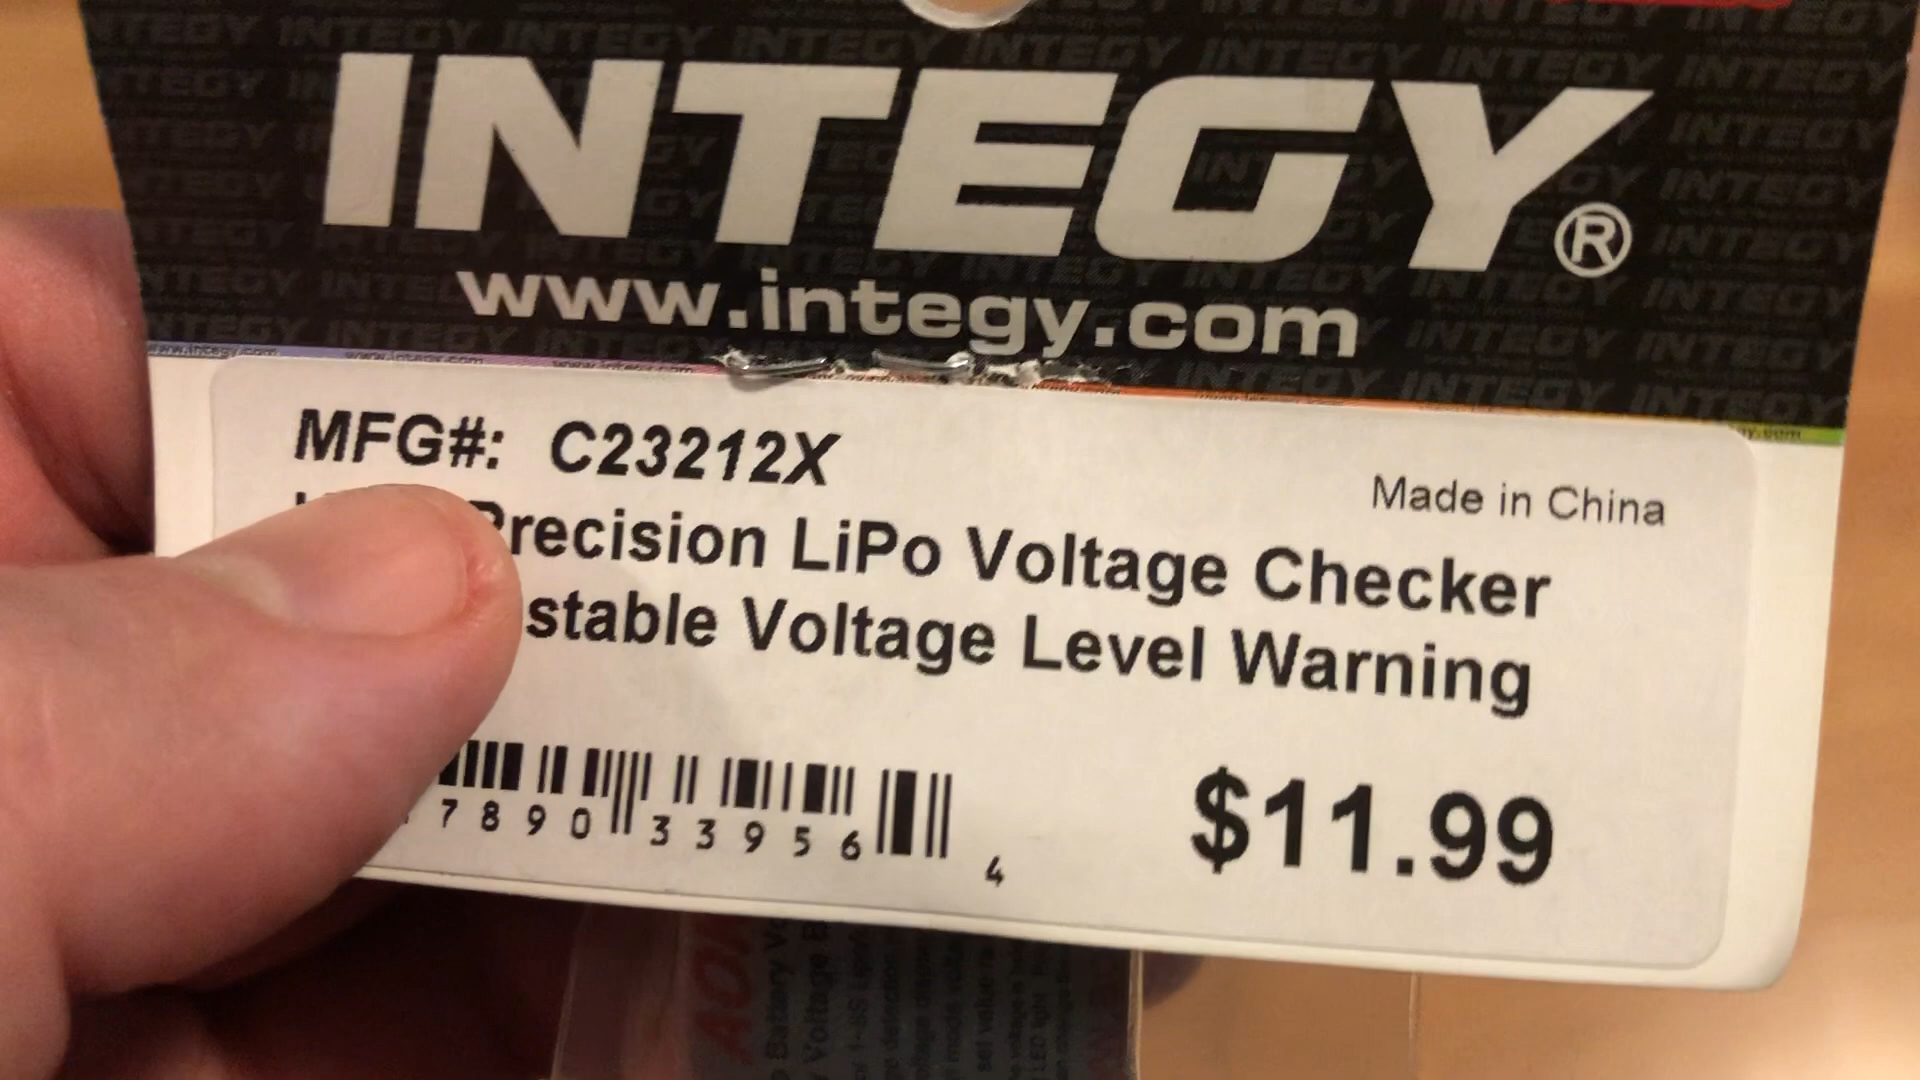 INTEGY®
www.integy.com
MFG#: C23212X
Made in China
Precision LiPo Voltage Checker
stable Voltage Level Warning
7890 33956 4
$11.99